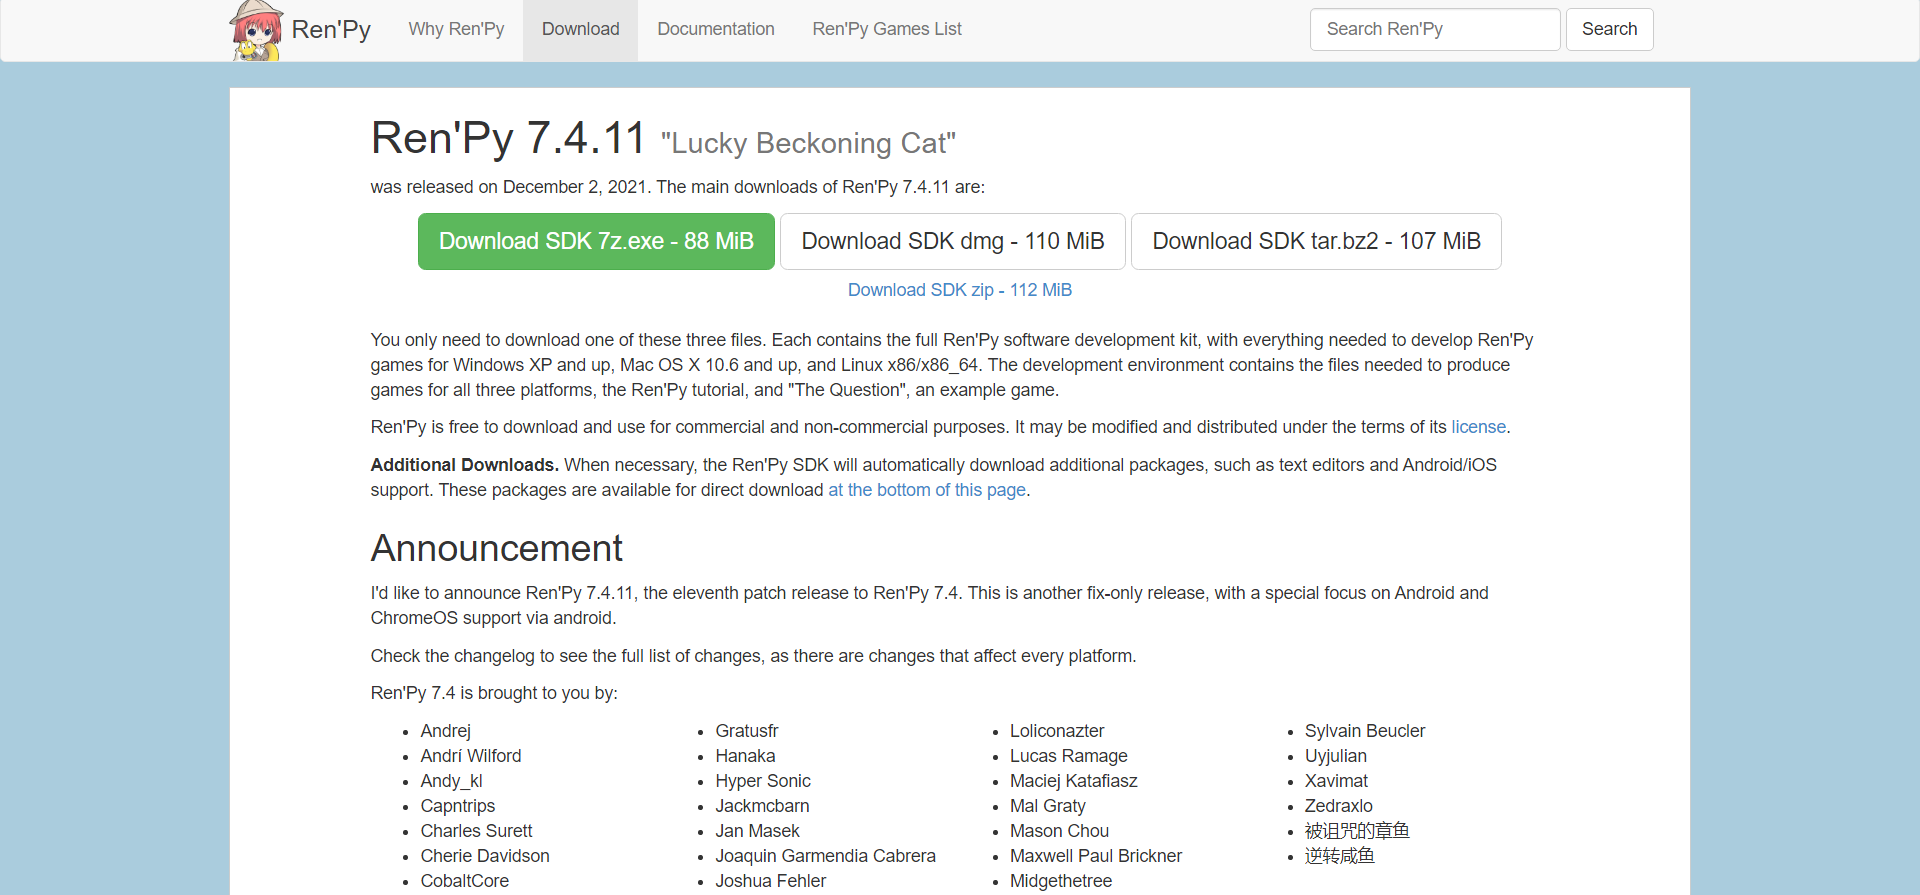 Ren'Py
Why Ren'Py
Download
Documentation
Ren'Py Games List
Search Ren'Py
Search
Ren'Py 7.4.11 "Lucky Beckoning Cat"
was released on December 2, 2021. The main downloads of Ren'Py 7.4.11 are:
Download SDK 7z.exe - 88 MiB
Download SDK dmg - 110 MiB
Download SDK tar.bz2 - 107 MiB
Download SDK zip - 112 MiB
You only need to download one of these three files. Each contains the full Ren'Py software development kit, with everything needed to develop Ren'Py
games for Windows XP and up, Mac OS X 10.6 and up, and Linux x86/x86_64. The development environment contains the files needed to produce
games for all three platforms, the Ren'Py tutorial, and "The Question", an example game.
Ren'Py is free to download and use for commercial and non-commercial purposes. It may be modified and distributed under the terms of its license.
Additional Downloads. When necessary, the Ren'Py SDK will automatically download additional packages, such as text editors and Android/iOS
support. These packages are available for direct download at the bottom of this page.
Announcement
I'd like to announce Ren'Py 7.4.11, the eleventh patch release to Ren'Py 7.4. This is another fix-only release, with a special focus on Android and
ChromeOS support via android.
Check the changelog to see the full list of changes, as there are changes that affect every platform.
Ren'Py 7.4 is brought to you by:
Andrej
Andrí Wilford
Andy_kl
Capntrips
Charles Surett
Cherie Davidson
CobaltCore
Gratusfr
Hanaka
Hyper Sonic
Jackmcbarn
Jan Masek
Joaquin Garmendia Cabrera
Joshua Fehler
Loliconazter
Lucas Ramage
Maciej Katafiasz
Mal Graty
Mason Chou
Maxwell Paul Brickner
Midgethetree
Sylvain Beucler
Uyjulian
Xavimat
Zedraxlo
被诅咒的章鱼
逆转咸鱼